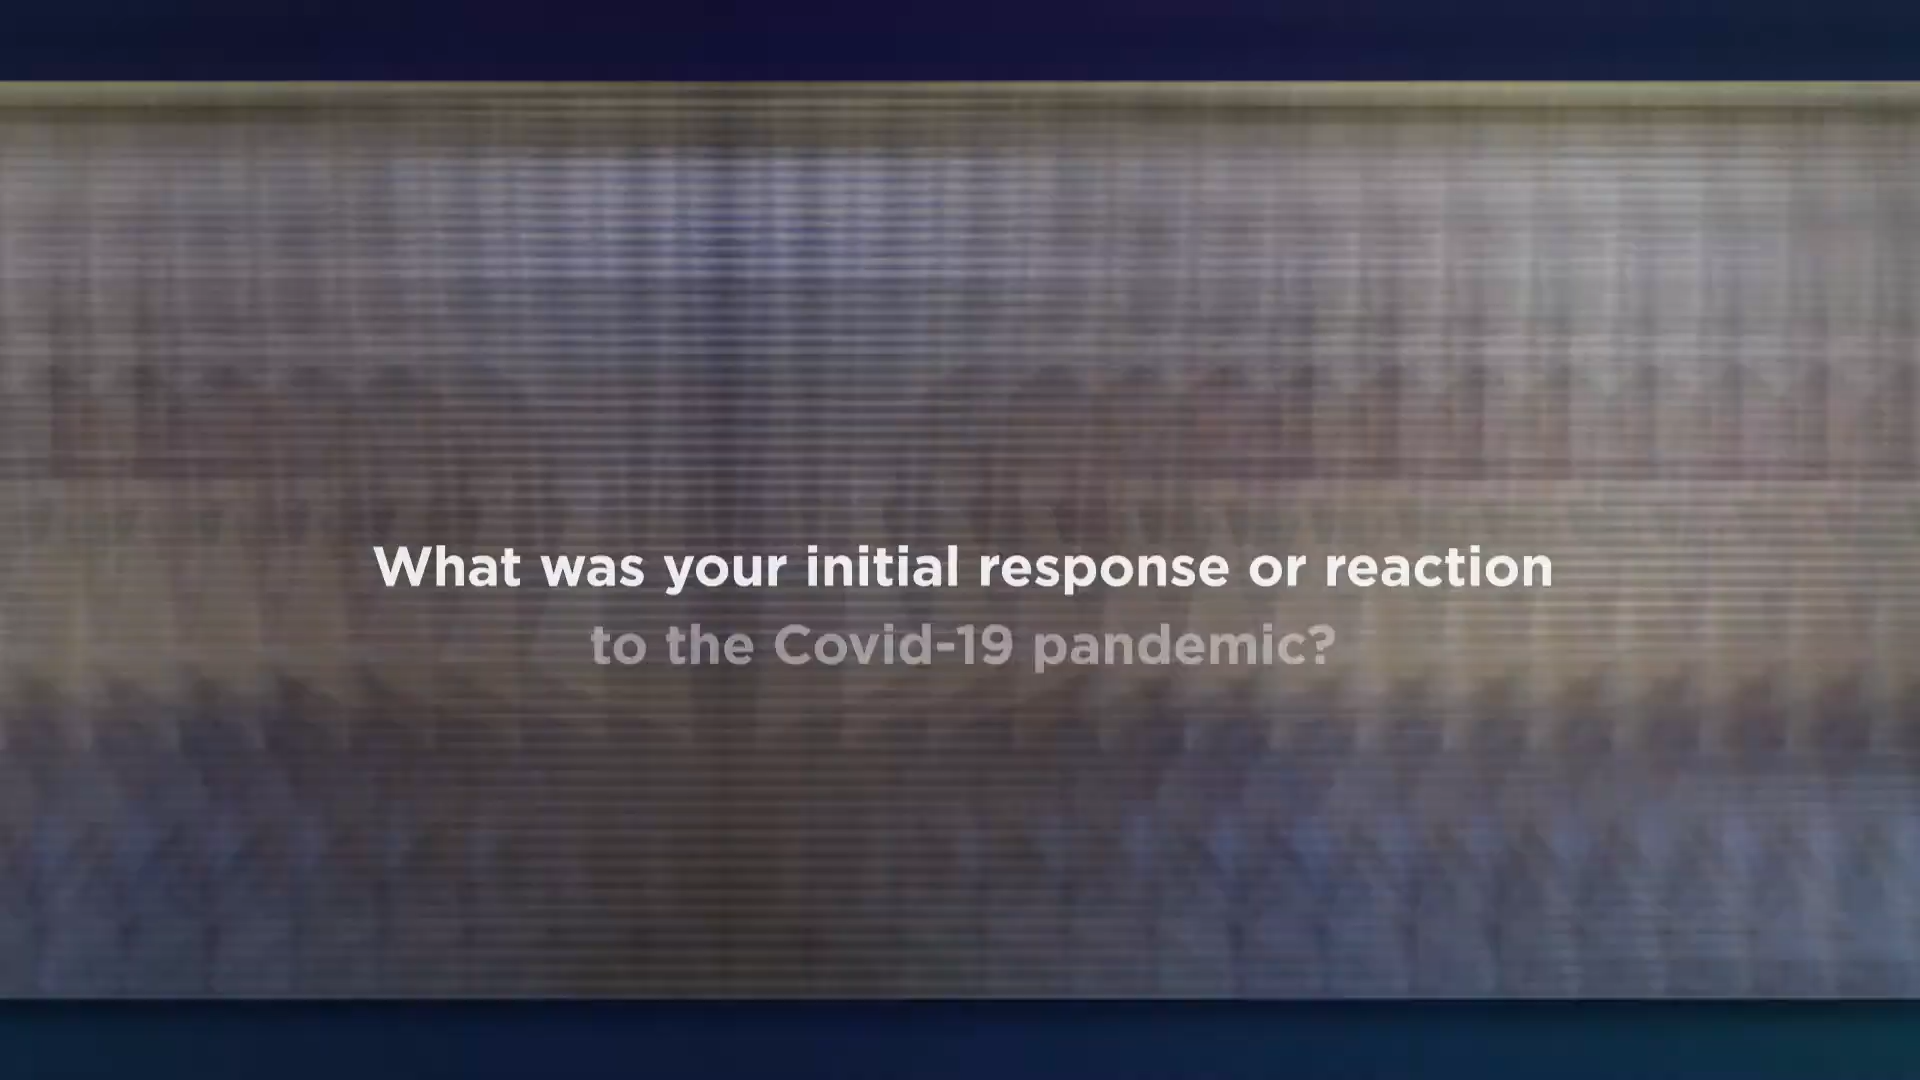 What was your initial response or reaction
to the Covid-19 pandemic?